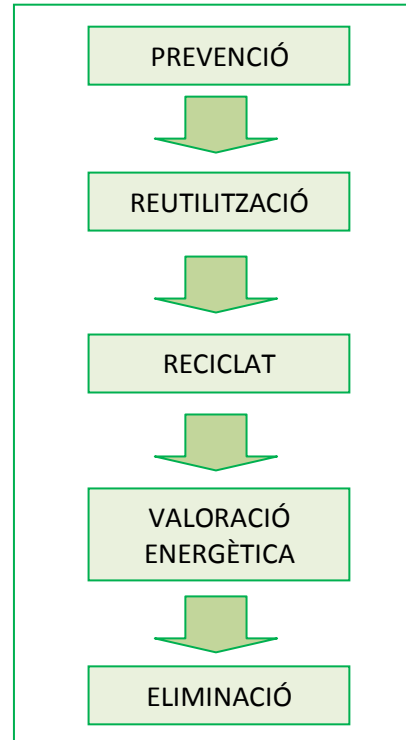 PREVENCIÓ
REUTILITZACIÓ
RECICLAT
VALORACIÓ
ENERGÈTICA
ELIMINACIÓ